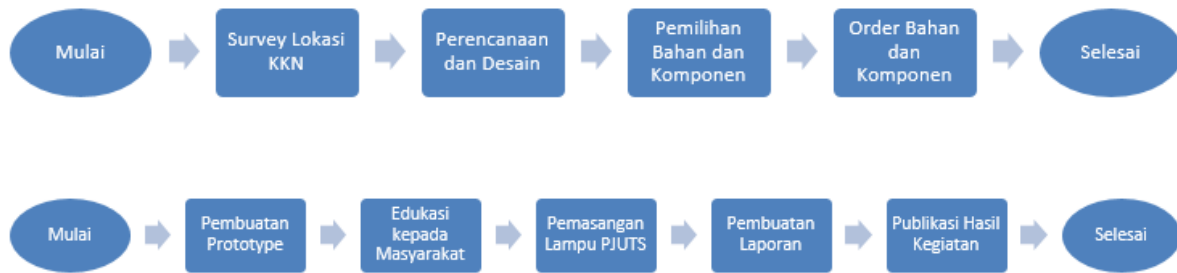 Mulai
Survey Lokasi
KKN
Perencanaan
dan Desain
Pemilihan
Bahan dan
Komponen
Order Bahan
dan
Komponen
Selesai
Mulai
Pembuatan
Prototype
Edukasi
kepada
Masyarakat
Pemasangan
Lampu PJUTS
Pembuatan
Laporan
Publikasi Hasil
Kegiatan
Selesai